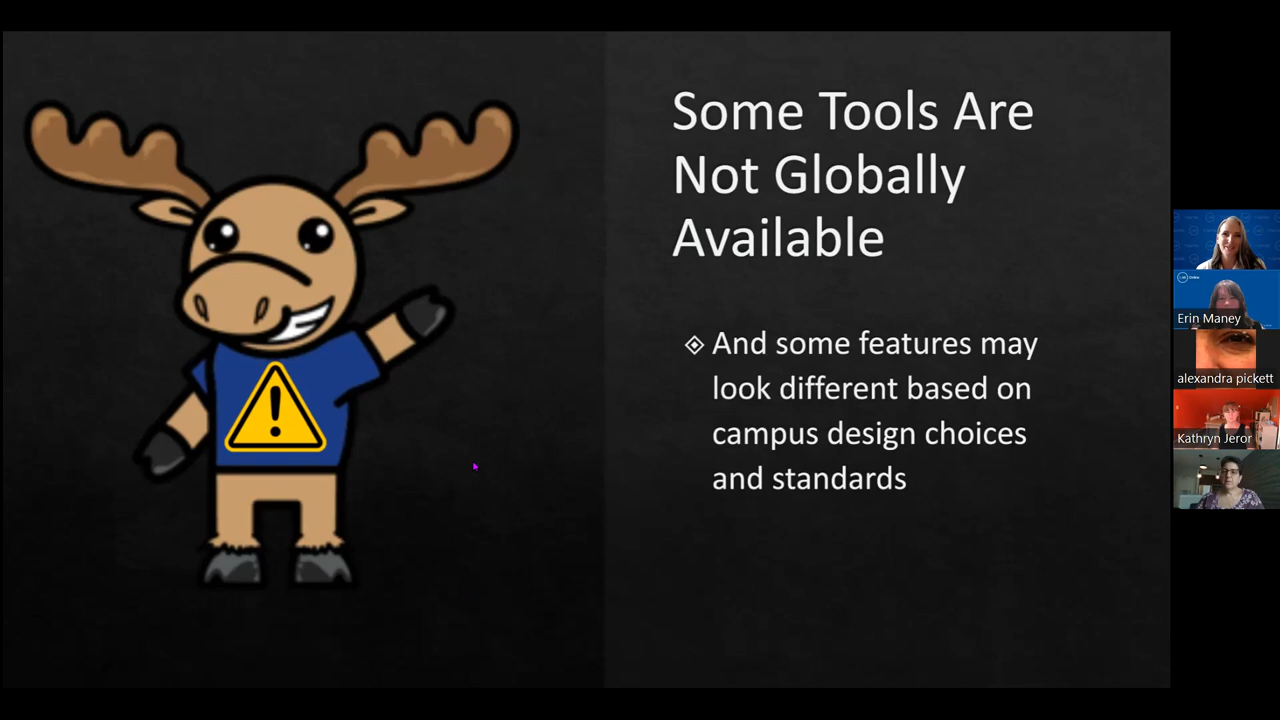 Some Tools Are
Not Globally
Available
And some features may
look different based on
campus design choices
and standards
!
Erin Maney
alexandra pickett
Kathryn Jeror